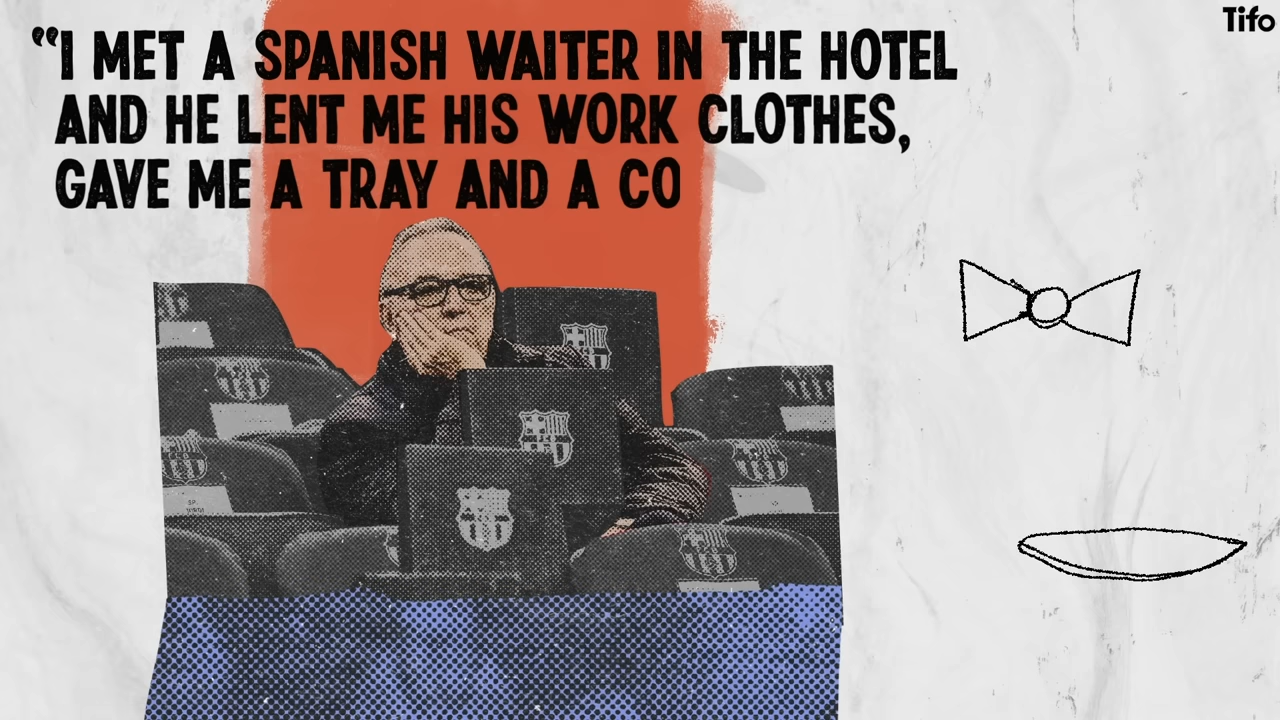 “I MET A SPANISH WAITER IN THE HOTEL
AND HE LENT ME HIS WORK CLOTHES,
GAVE ME A TRAY AND A CO
Tifo